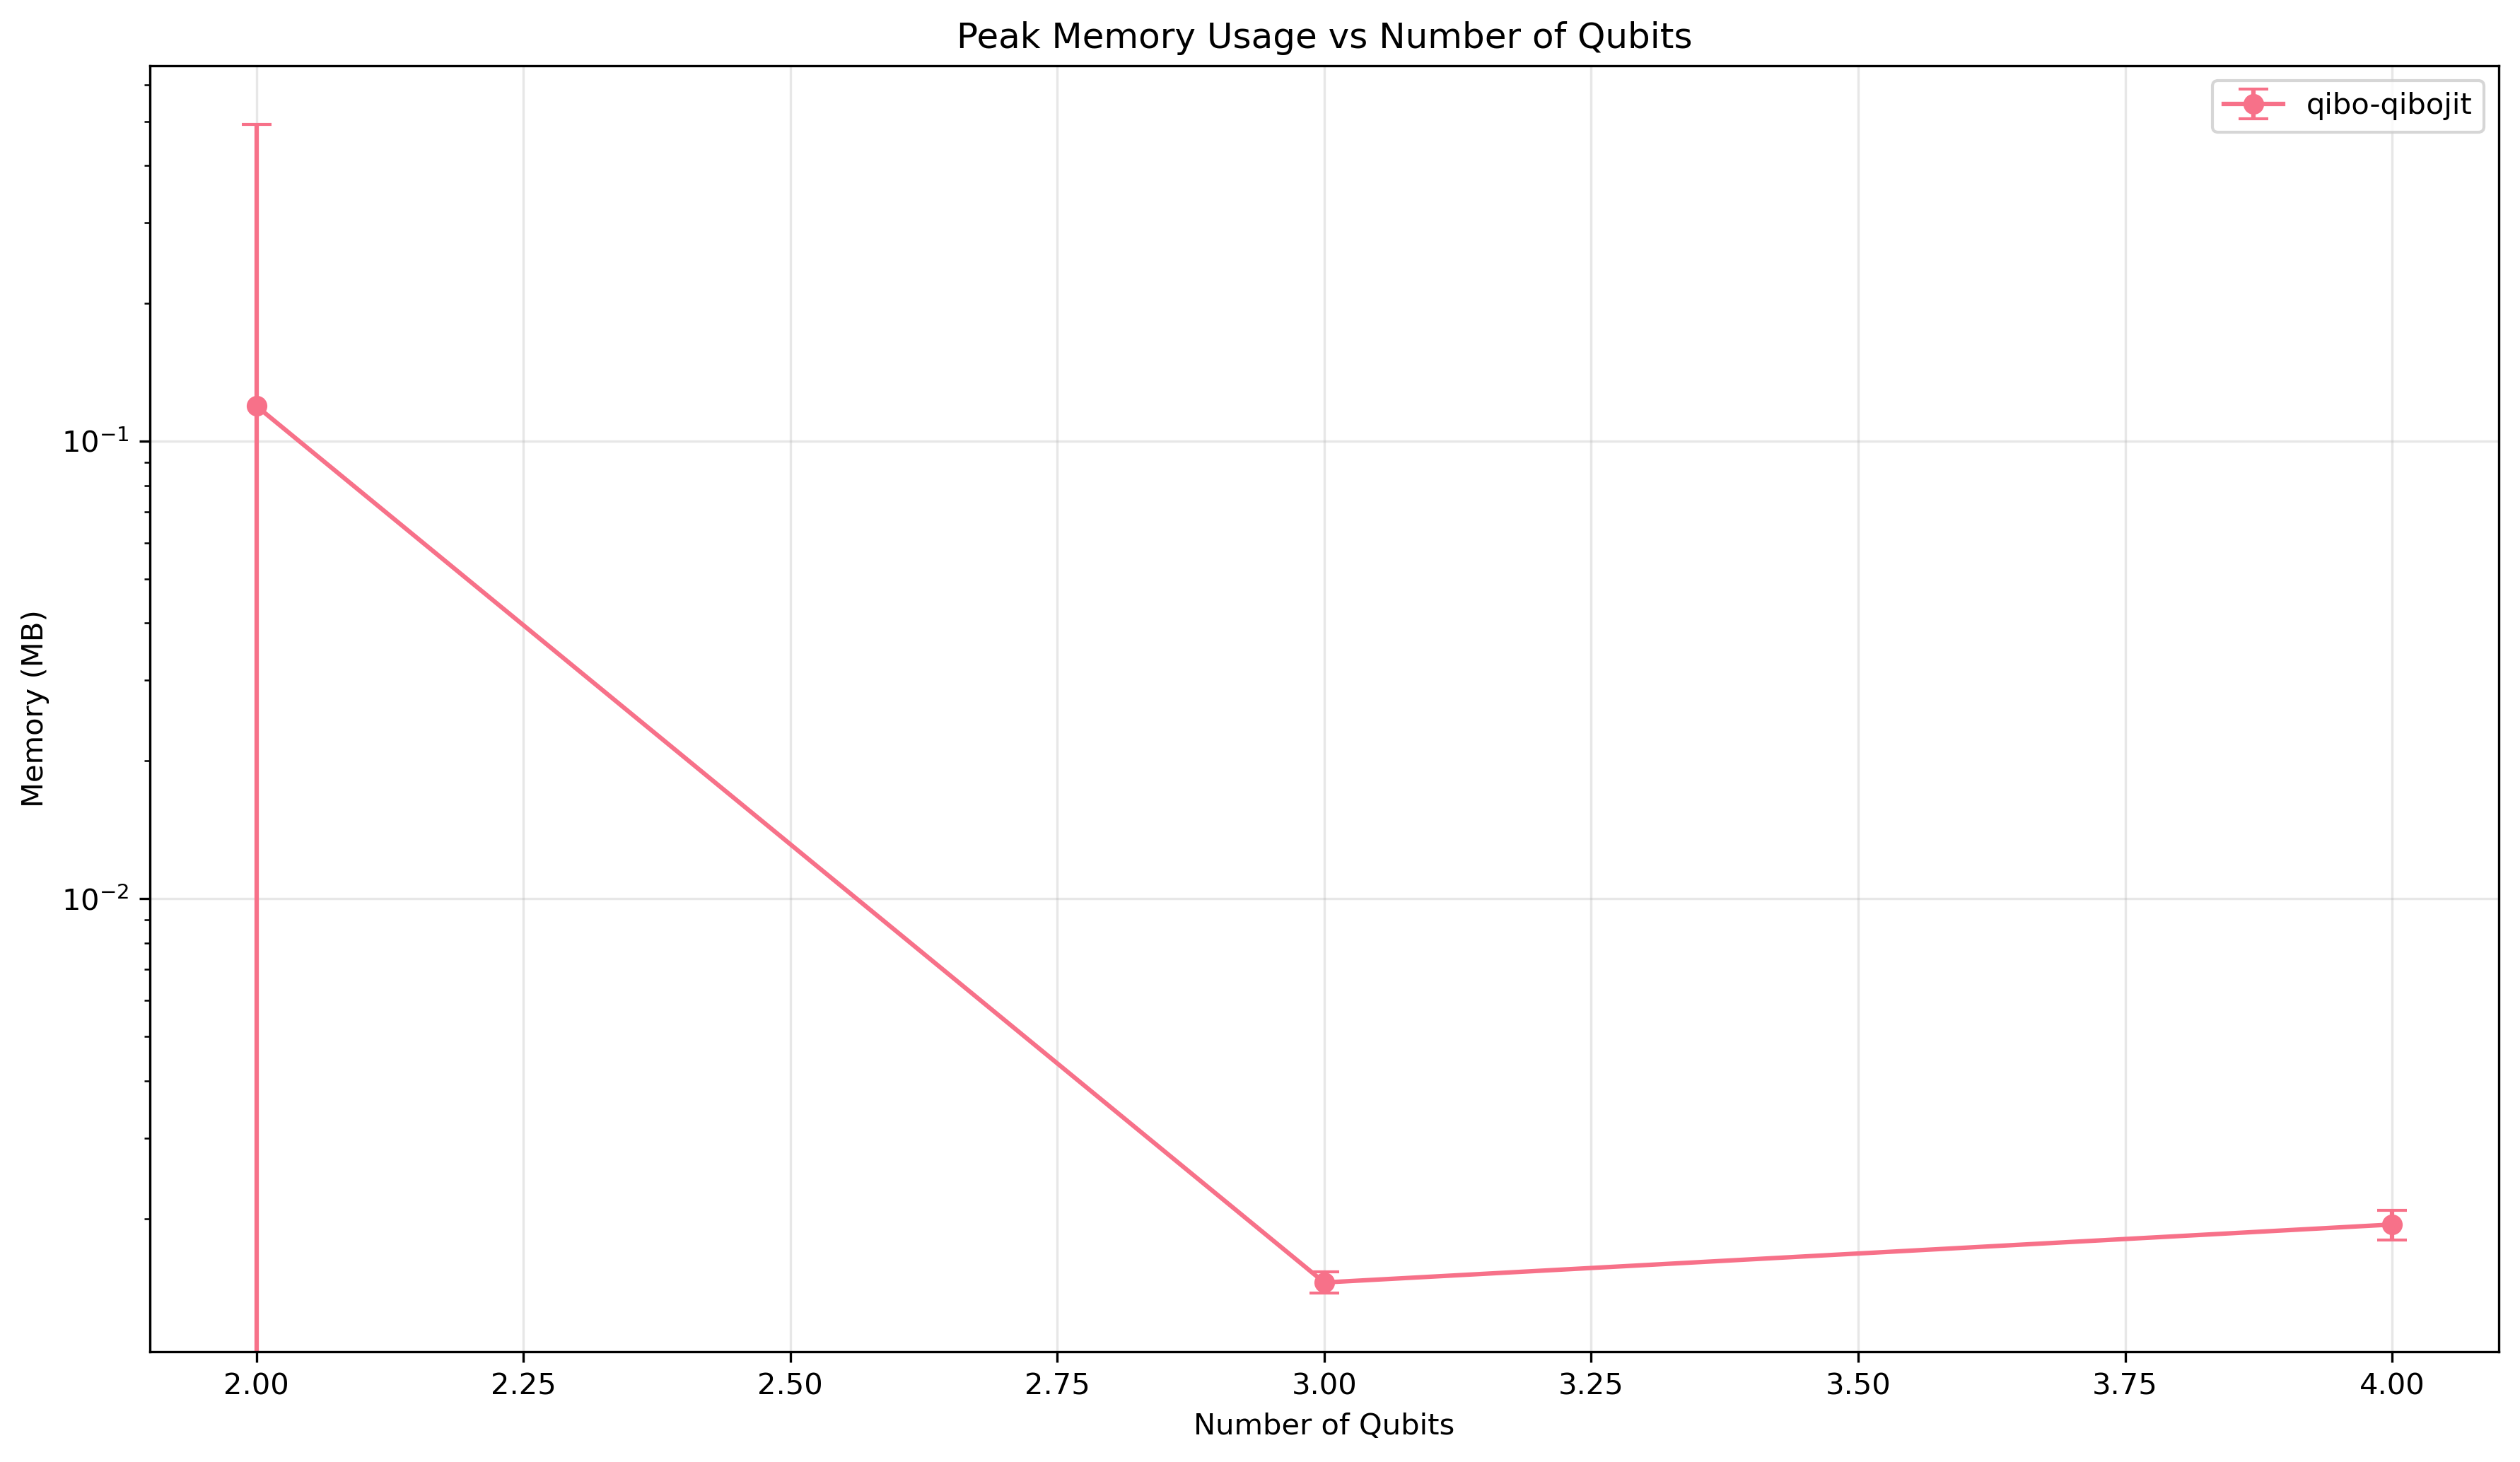 Peak Memory Usage vs Number of Qubits
qibo-qibojit
Memory (MB)
10⁻¹
10⁻²
2.00 2.25 2.50 2.75 3.00 3.25 3.50 3.75 4.00
Number of Qubits